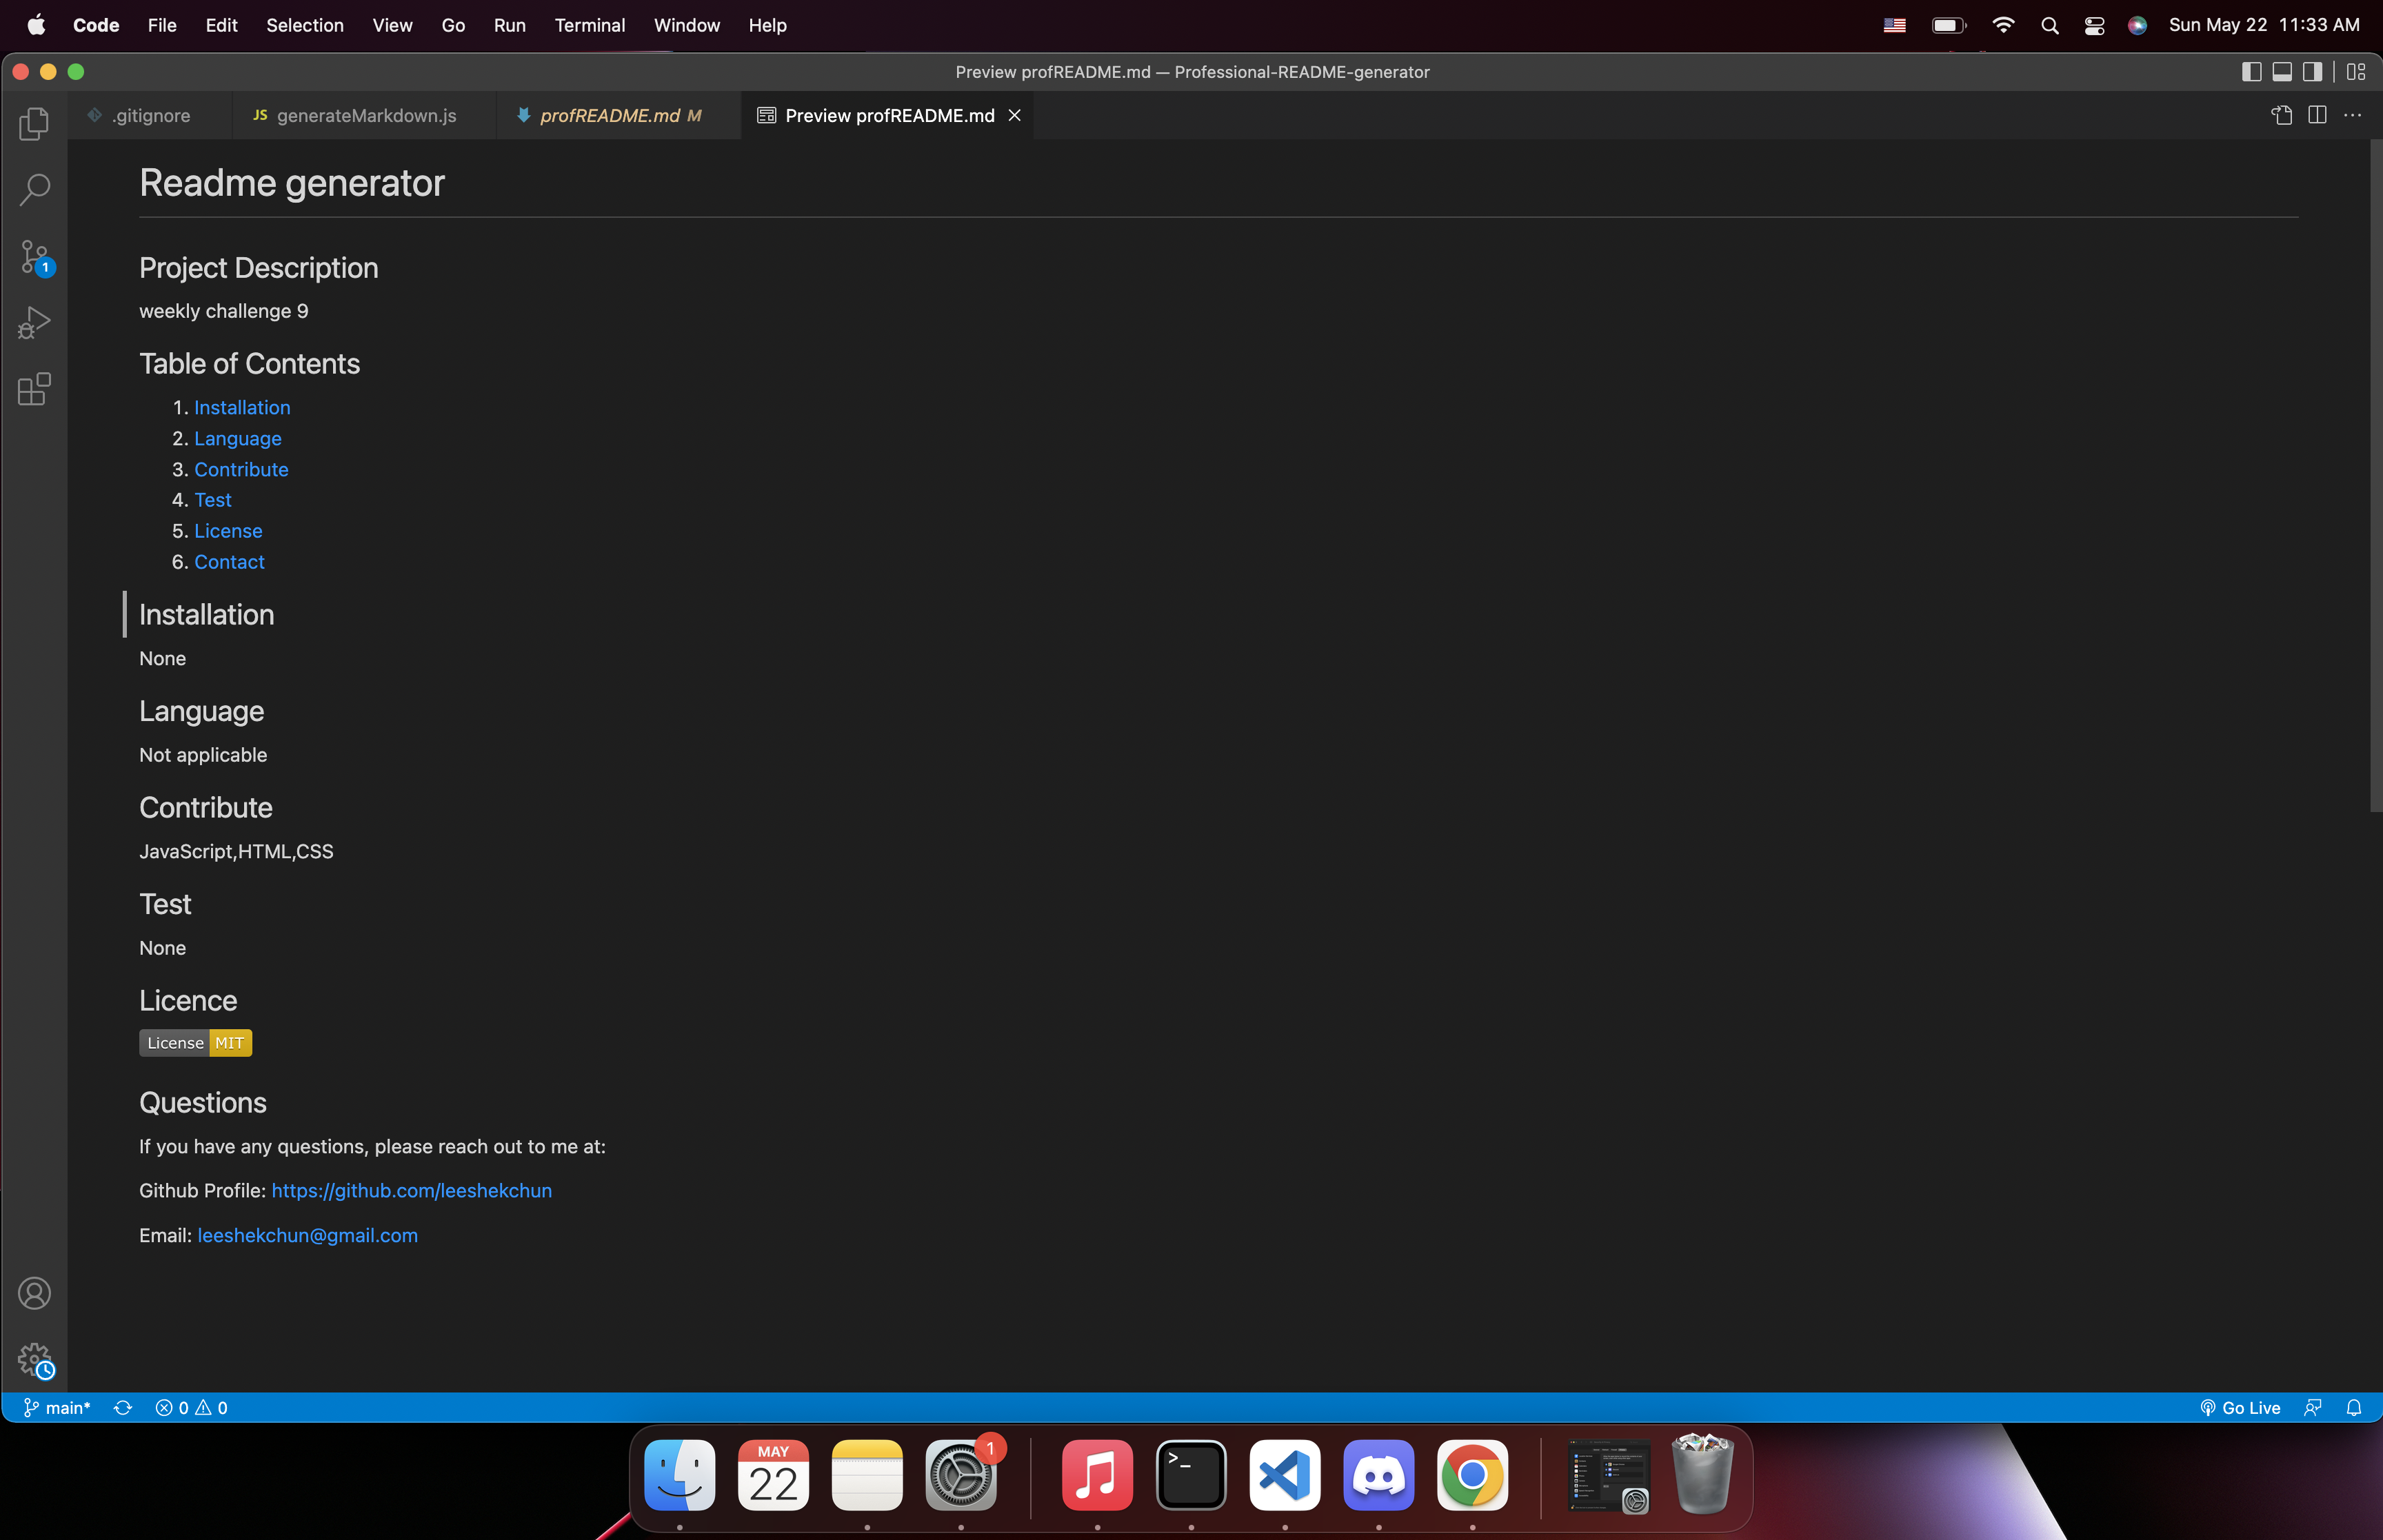 Code File Edit Selection View Go Run Terminal Window Help Sun May 22 11:33 AM
Preview profREADME.md — Professional-README-generator
.gitignore JS generateMarkdown.js profREADME.md M Preview profREADME.md
Readme generator
Project Description
weekly challenge 9
Table of Contents
1. Installation
2. Language
3. Contribute
4. Test
5. License
6. Contact
Installation
None
Language
Not applicable
Contribute
JavaScript,HTML,CSS
Test
None
Licence
License MIT
Questions
If you have any questions, please reach out to me at:
Github Profile: https://github.com/leeshekchun
Email: leeshekchun@gmail.com
1
main* 0 0 Go Live
MAY
22
1